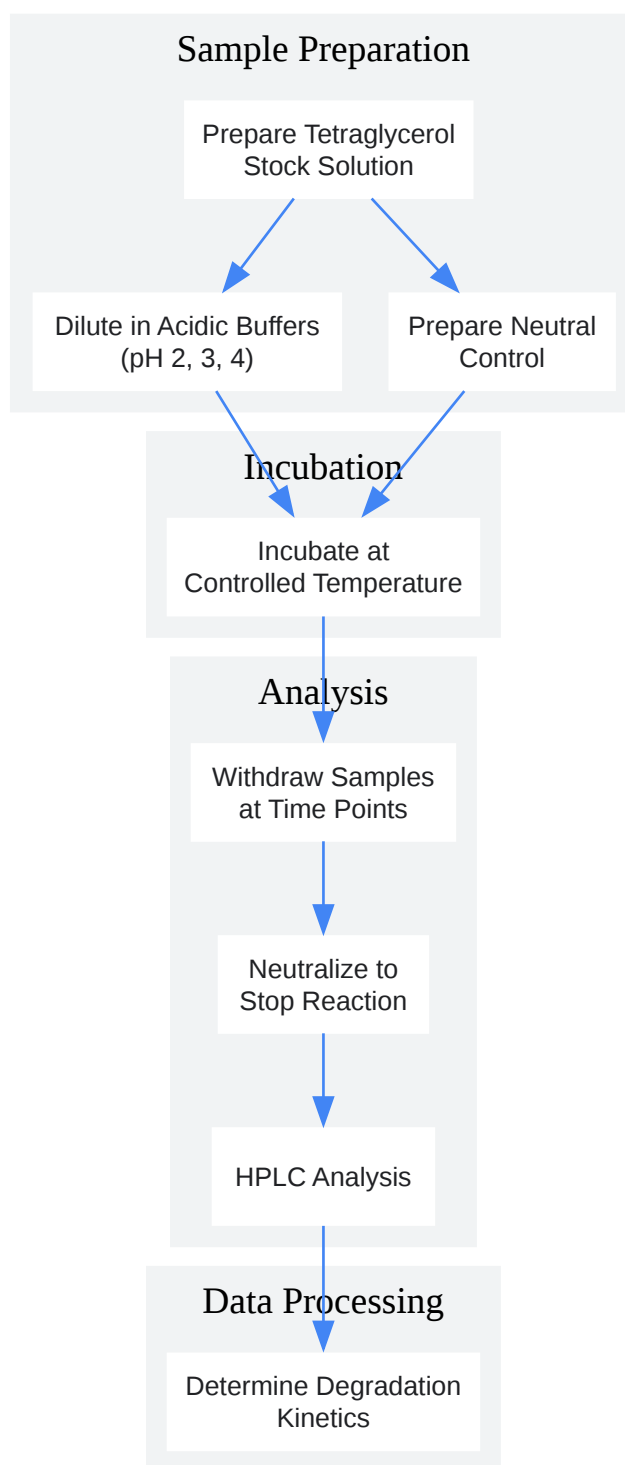 Sample Preparation
Prepare Tetraglycerol
Stock Solution
Dilute in Acidic Buffers
(pH 2, 3, 4)
Prepare Neutral
Control
Incubation
Incubate at
Controlled Temperature
Analysis
Withdraw Samples
at Time Points
Neutralize to
Stop Reaction
HPLC Analysis
Data Processing
Determine Degradation
Kinetics